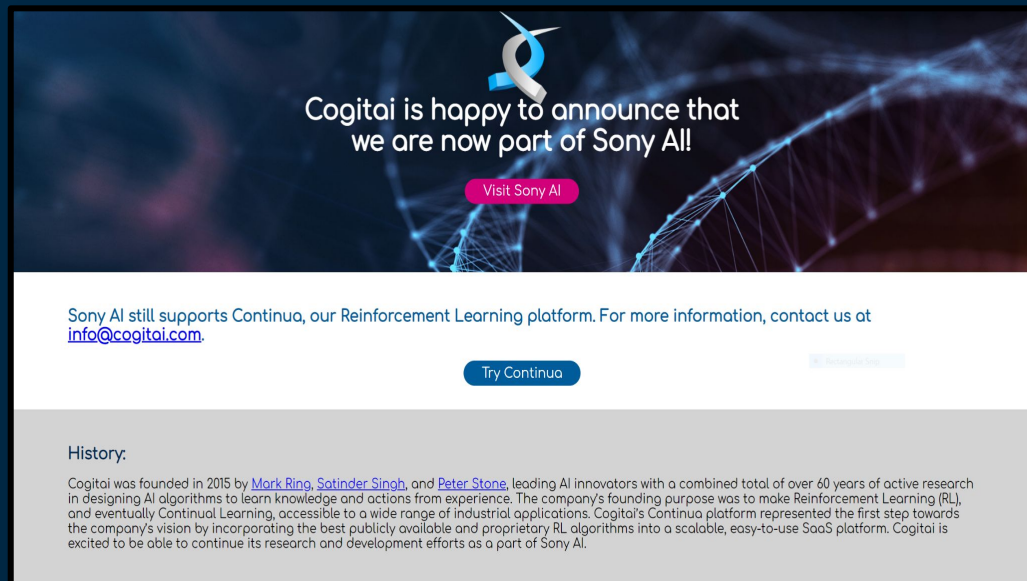 Cogitai is happy to announce that
we are now part of Sony AI!
Visit Sony AI
Sony AI still supports Continua, our Reinforcement Learning platform. For more information, contact us at
info@cogitai.com.
Try Continua
History:
Cogitai was founded in 2015 by Mark Ring, Satinder Singh, and Peter Stone, leading AI innovators with a combined total of over 60 years of active research
in designing AI algorithms to learn knowledge and actions from experience. The company's founding purpose was to make Reinforcement Learning (RL),
and eventually Continual Learning, accessible to a wide range of industrial applications. Cogitai's Continua platform represented the first step towards
the company's vision by incorporating the best publicly available and proprietary RL algorithms into a scalable, easy-to-use SaaS platform. Cogitai is
excited to be able to continue its research and development efforts as a part of Sony AI.